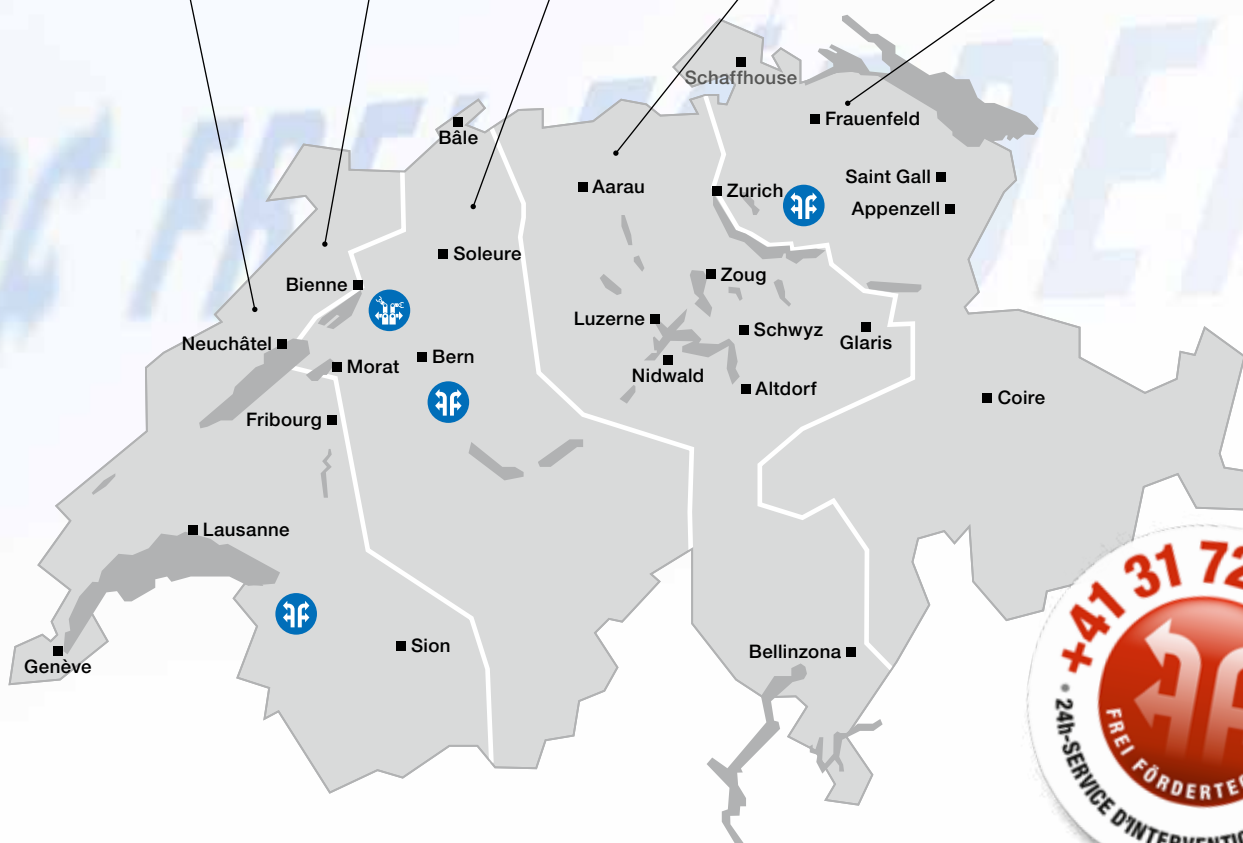 Schaffhouse
Frauenfeld
Bâle
Saint Gall
Aarau
Zurich
Appenzell
Soleure
Zoug
Bienne
Luzerne
Schwyz
Neuchâtel
Glaris
Bern
Morat
Nidwald
Altdorf
Coire
Fribourg
Lausanne
+41 31 72
Sion
Bellinzona
Genève
• 24h-SERVICE D'INTERVENTIO
FREI FÖRDERTEC